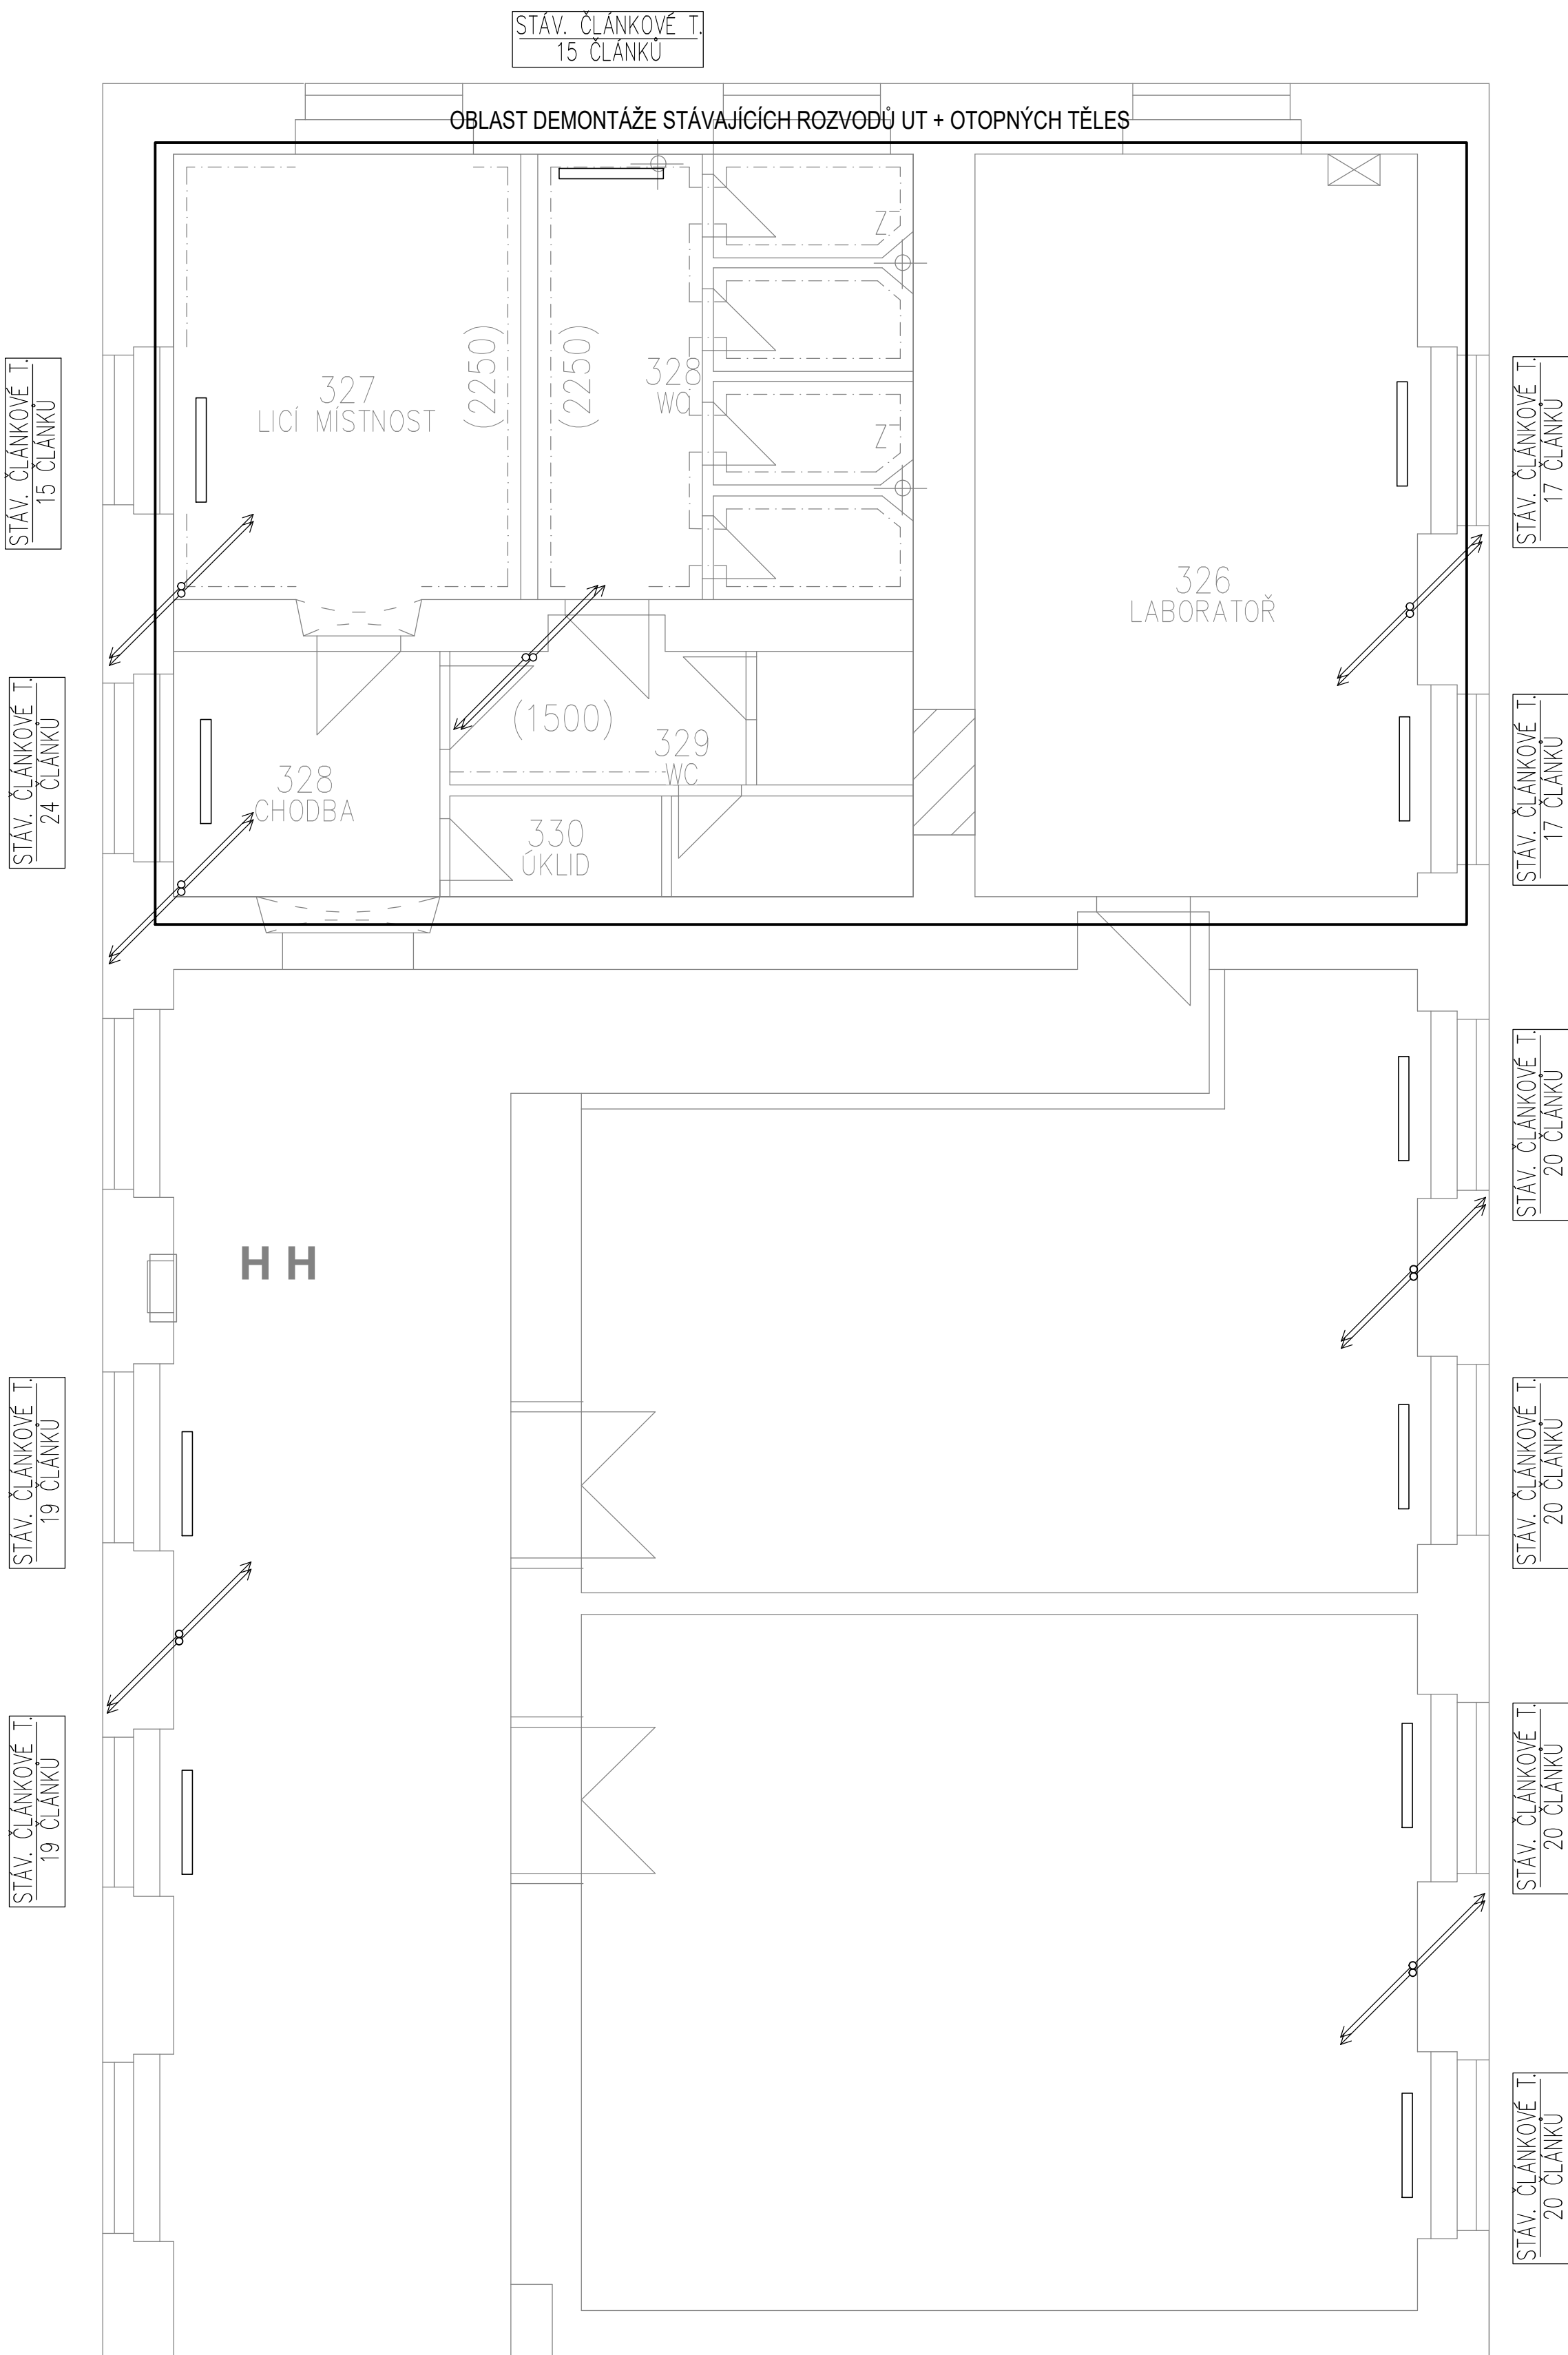 STÁV. ČLÁNKOVÉ T.
15 ČLÁNKŮ
OBLAST DEMONTÁŽE STÁVAJÍCÍCH ROZVODŮ UT + OTOPNÝCH TĚLES
STÁV. ČLÁNKOVÉ T.
15 ČLÁNKŮ
327
LICÍ MÍSTNOST
(2250)
(2250)
328
WC
Z
Z
326
LABORATOŘ
STÁV. ČLÁNKOVÉ T.
17 ČLÁNKŮ
STÁV. ČLÁNKOVÉ T.
24 ČLÁNKŮ
328
CHODBA
(1500)
329
WC
330
ÚKLID
STÁV. ČLÁNKOVÉ T.
17 ČLÁNKŮ
STÁV. ČLÁNKOVÉ T.
20 ČLÁNKŮ
H H
STÁV. ČLÁNKOVÉ T.
19 ČLÁNKŮ
STÁV. ČLÁNKOVÉ T.
20 ČLÁNKŮ
STÁV. ČLÁNKOVÉ T.
19 ČLÁNKŮ
STÁV. ČLÁNKOVÉ T.
20 ČLÁNKŮ
STÁV. ČLÁNKOVÉ T.
20 ČLÁNKŮ